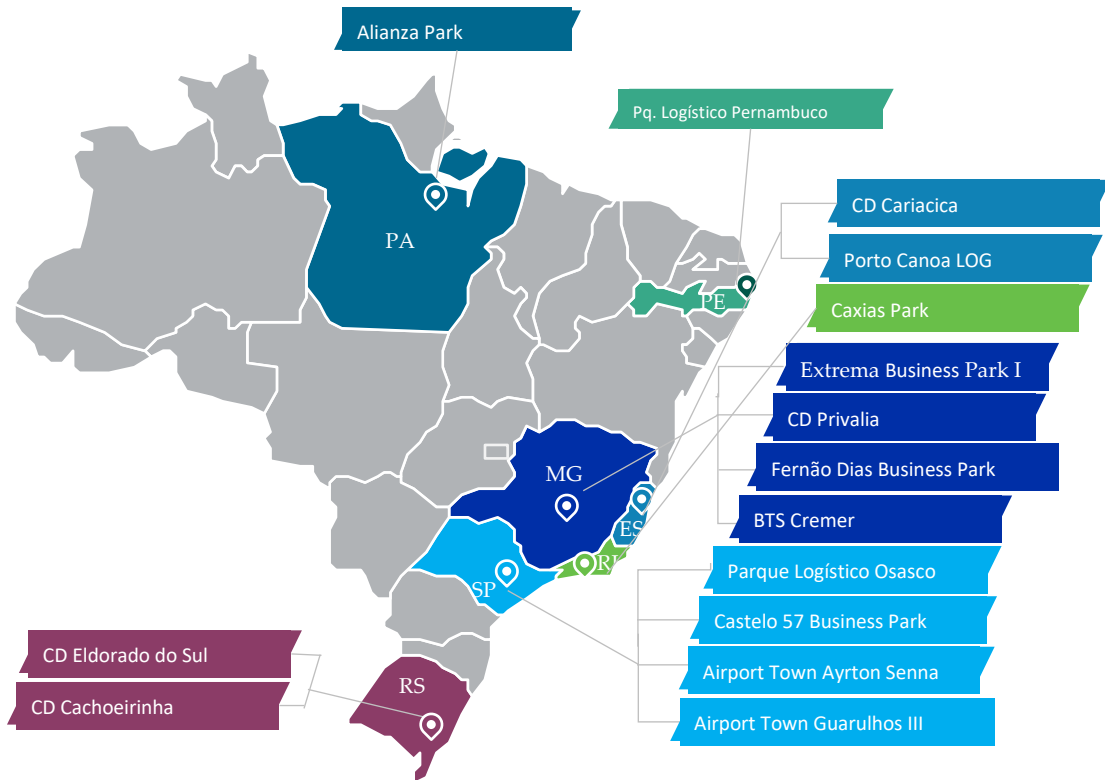 Alianza Park
Pq. Logístico Pernambuco
CD Cariacica
PA
Porto Canoa LOG
PE
Caxias Park
Extrema Business Park I
CD Privalia
MG
Fernão Dias Business Park
BTS Cremer
ES
RJ
Parque Logístico Osasco
SP
Castelo 57 Business Park
CD Eldorado do Sul
Airport Town Ayrton Senna
RS
CD Cachoeirinha
Airport Town Guarulhos III